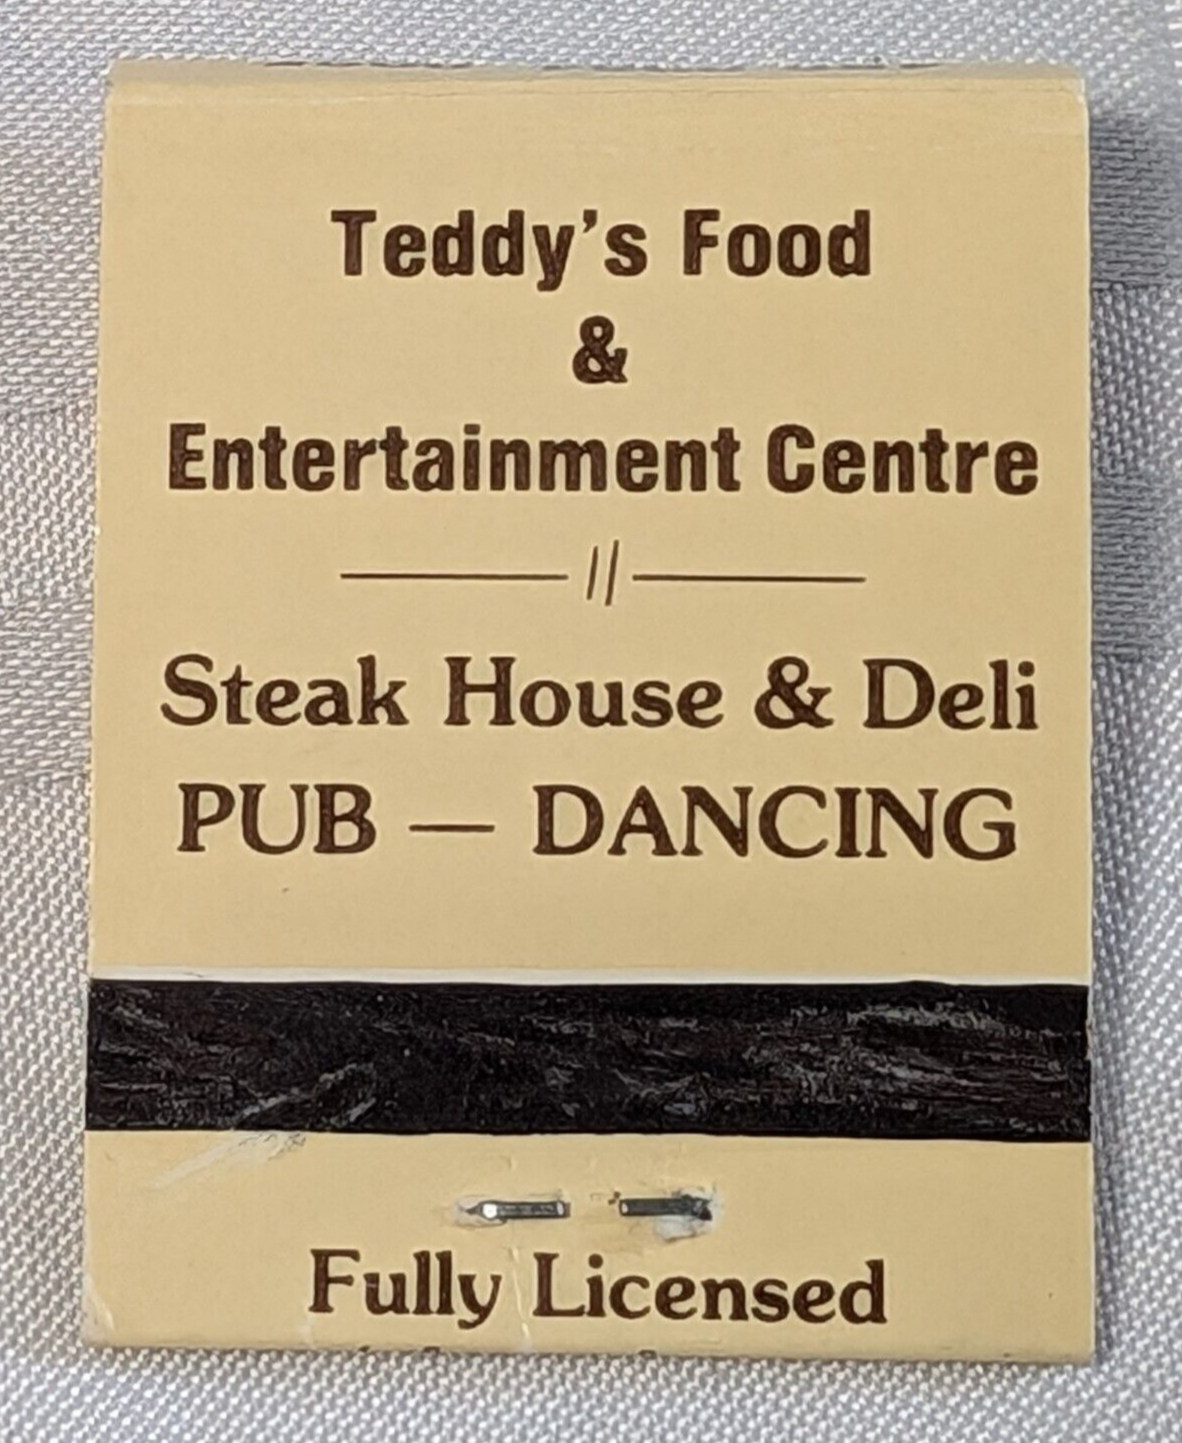 Teddy's Food
&
Entertainment Centre
Steak House & Deli
PUB — DANCING
Fully Licensed